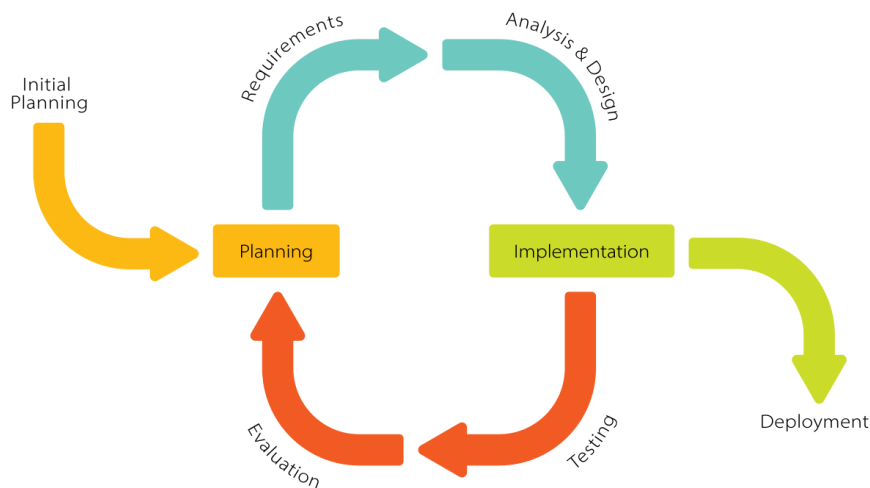 Initial
Planning
Requirements
Analysis & Design
Planning
Implementation
Evaluation
Testing
Deployment